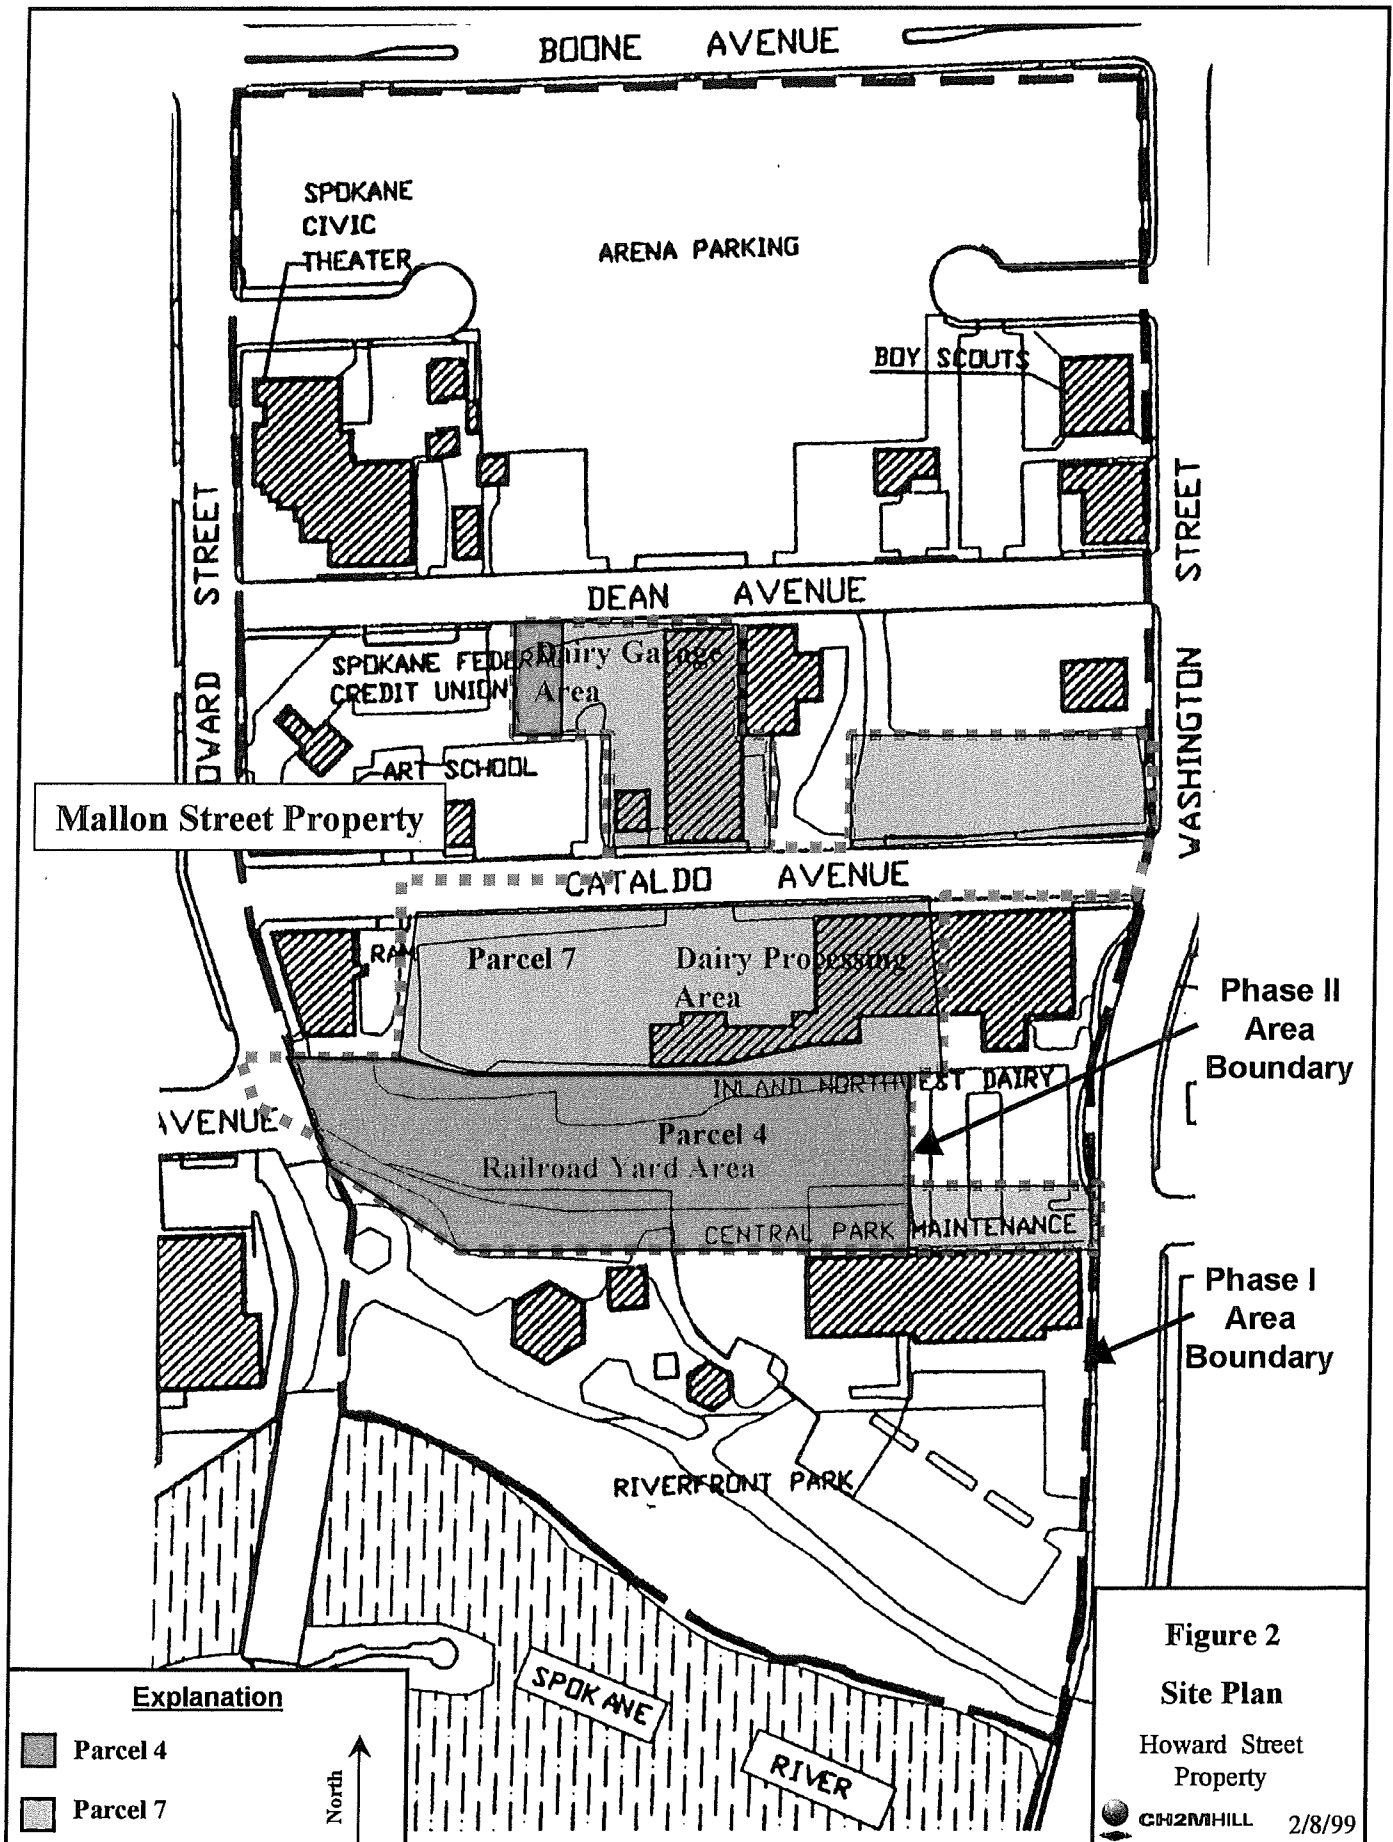 BOONE AVENUE
SPOKANE
CIVIC
THEATER
ARENA PARKING
BOY SCOUTS
STREET
STREET
DEAN AVENUE
SPOKANE FEDERAL
CREDIT UNION
Dairy Garage
Area
WASHINGTON
ART SCHOOL
Mallon Street Property
CATALDO AVENUE
Parcel 7
Dairy Processing
Area
Phase II
Area
Boundary
INLAND NORTHWEST DAIRY
AVENUE
Parcel 4
Railroad Yard Area
CENTRAL PARK MAINTENANCE
Phase I
Area
Boundary
RIVERFRONT PARK
SPOKANE
RIVER
Explanation
Parcel 4
Parcel 7
North
Figure 2
Site Plan
Howard Street
Property
CH2MHILL 2/8/99